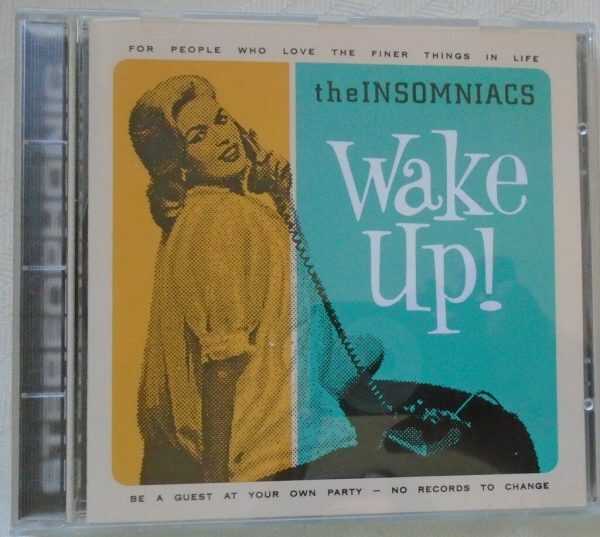 FOR PEOPLE WHO LOVE THE FINER THINGS IN LIFE
theINSOMNIACS
Wake
Up!
BE A GUEST AT YOUR OWN PARTY – NO RECORDS TO CHANGE
STEREOPHONIC